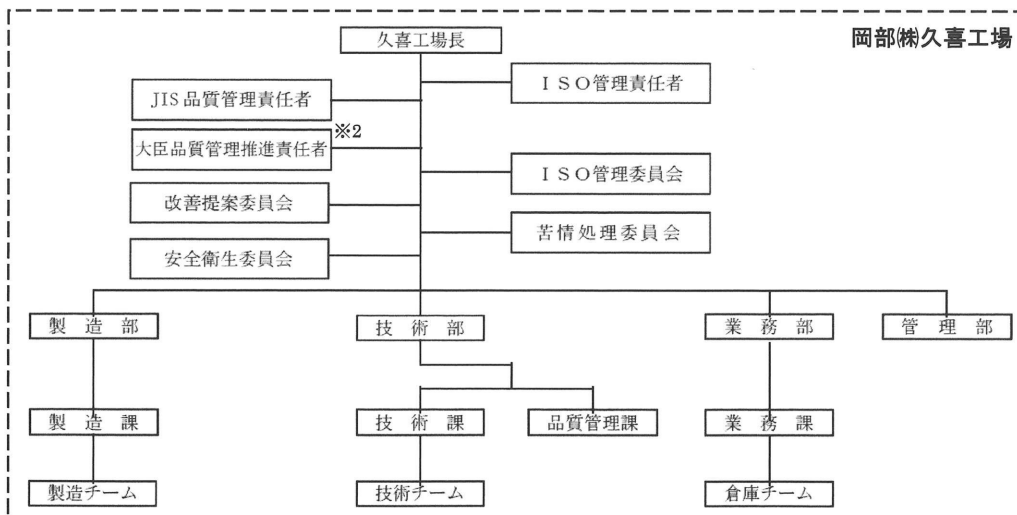 久喜工場長
岡部㈱久喜工場
ISO管理責任者
JIS品質管理責任者
※2
大臣品質管理推進責任者
ISO管理委員会
改善提案委員会
苦情処理委員会
安全衛生委員会
製造部
技術部
業務部
管理部
製造課
技術課
品質管理課
業務課
製造チーム
技術チーム
倉庫チーム